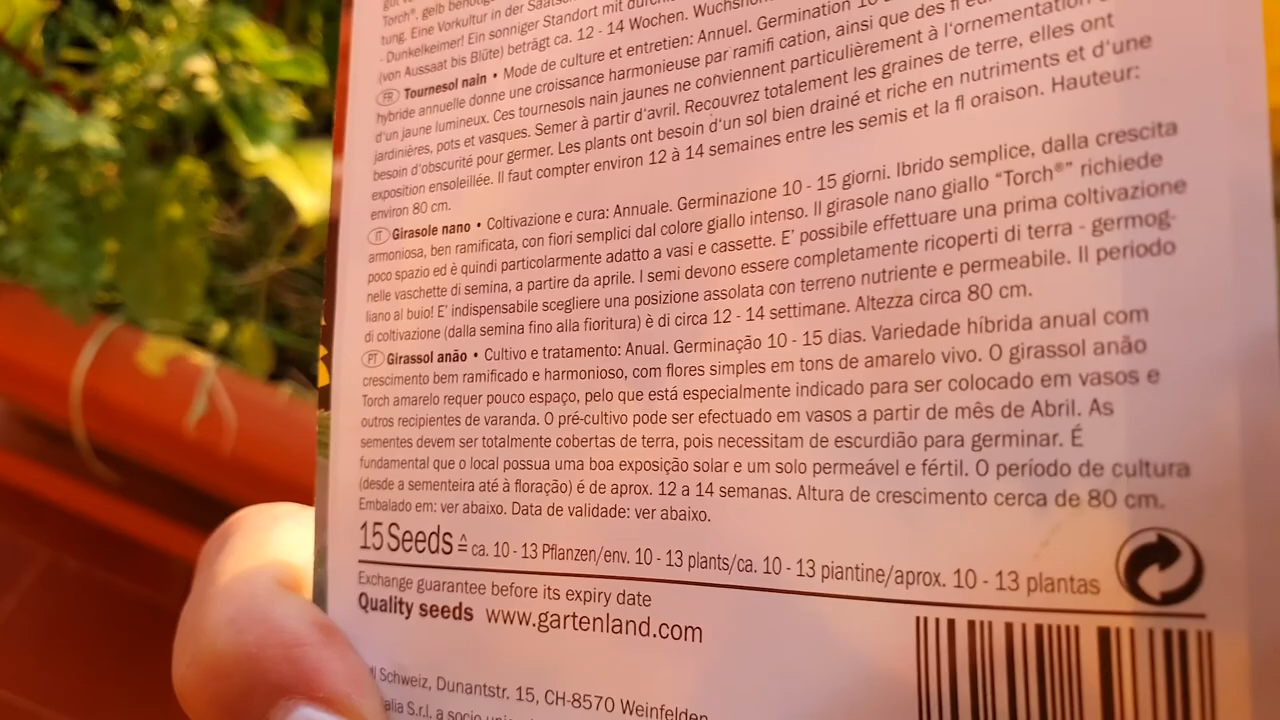 Torch®, gelb
tung. Eine Vorkultur in der
- Dunkelkeimer! Ein sonniger Standort mit
(von Aussaat bis Blüte) beträgt ca. 12 - 14 Wochen.
FR Tournesol nain • Mode de culture et entretien: Annuel. Germination 10
hybride annuelle donne une croissance harmonieuse par ramifi cation, ainsi que des fl
d'un jaune lumineux. Ces tournesols nain jaunes ne conviennent particulièrement à l'ornementation
jardinières, pots et vasques. Semer à partir d'avril. Recouvrez totalement les graines de terre, elles ont
besoin d'obscurité pour germer. Les plants ont besoin d'un sol bien drainé et riche en nutriments et d'une
exposition ensoleillée. Il faut compter environ 12 à 14 semaines entre les semis et la fl oraison. Hauteur:
environ 80 cm.
IT Girasole nano • Coltivazione e cura: Annuale. Germinazione 10 - 15 giorni. Ibrido semplice, dalla crescita
armoniosa, ben ramificata, con fiori semplici dal colore giallo intenso. Il girasole nano giallo “Torch®” richiede
poco spazio ed è quindi particolarmente adatto a vasi e cassette. E' possibile effettuare una prima coltivazione
nelle vaschette di semina, a partire da aprile. I semi devono essere completamente ricoperti di terra - germog-
liano al buio! E' indispensabile scegliere una posizione assolata con terreno nutriente e permeabile. Il periodo
di coltivazione (dalla semina fino alla fioritura) è di circa 12 - 14 settimane. Altezza circa 80 cm.
PT Girassol anão • Cultivo e tratamento: Anual. Germinação 10 - 15 dias. Variedade híbrida anual com
crescimento bem ramificado e harmonioso, com flores simples em tons de amarelo vivo. O girassol anão
Torch amarelo requer pouco espaço, pelo que está especialmente indicado para ser colocado em vasos e
outros recipientes de varanda. O pré-cultivo pode ser efectuado em vasos a partir de mês de Abril. As
sementes devem ser totalmente cobertas de terra, pois necessitam de escurdião para germinar. É
fundamental que o local possua uma boa exposição solar e um solo permeável e fértil. O período de cultura
(desde a sementeira até à floração) é de aprox. 12 a 14 semanas. Altura de crescimento cerca de 80 cm.
Embalado em: ver abaixo. Data de validade: ver abaixo.
15 Seeds ≙ ca. 10 - 13 Pflanzen/env. 10 - 13 plants/ca. 10 - 13 piantine/aprox. 10 - 13 plantas
Exchange guarantee before its expiry date
Quality seeds www.gartenland.com
Schweiz, Dunantstr. 15, CH-8570 Weinfelden
S.r.l. a socio